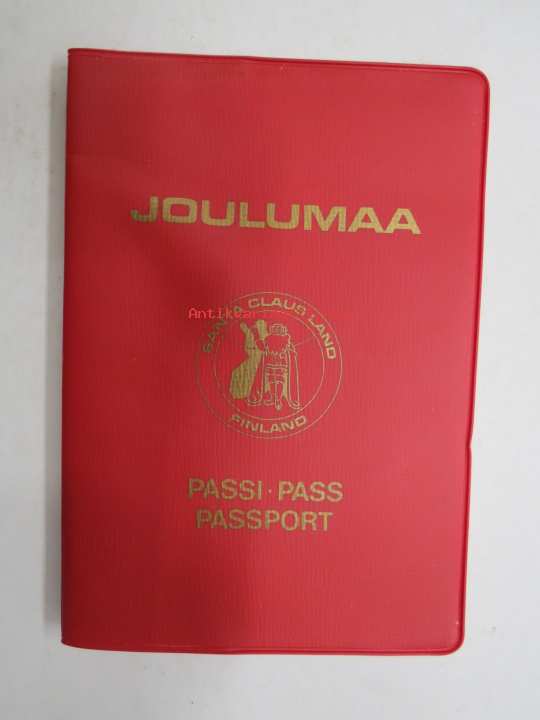 JOULUMAA
SANTA CLAUS LAND
FINLAND
PASSI · PASS
PASSPORT